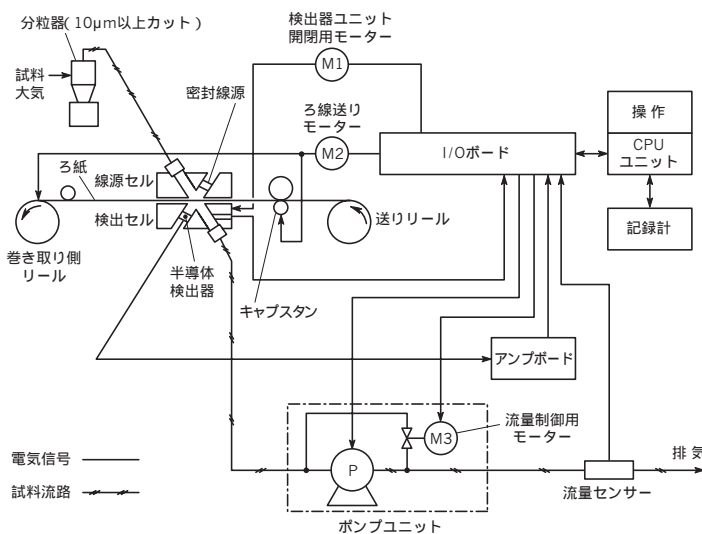 分粒器(10μm以上カット)
試料
大気
検出器ユニット
開閉用モーター
M1
密封線源
ろ線送り
モーター
M2
I/Oボード
操作
CPU
ユニット
記録計
ろ紙
線源セル
検出セル
巻き取り側
リール
半導体
検出器
キャプスタン
送りリール
アンプボード
M3
流量制御用
モーター
P
ポンプユニット
流量センサー
排気
電気信号
試料流路